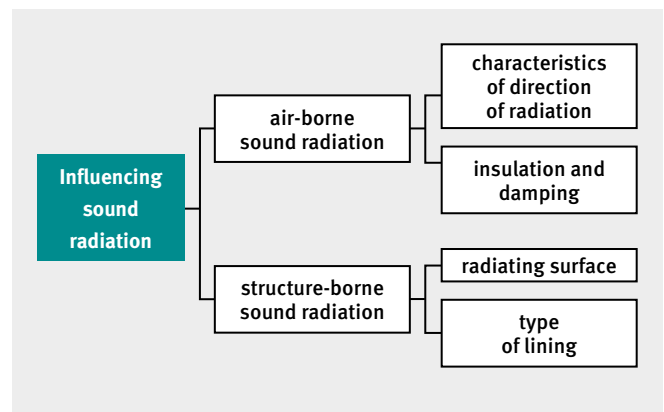 Influencing
sound
radiation
air-borne
sound radiation
characteristics
of direction
of radiation
insulation and
damping
structure-borne
sound radiation
radiating surface
type
of lining